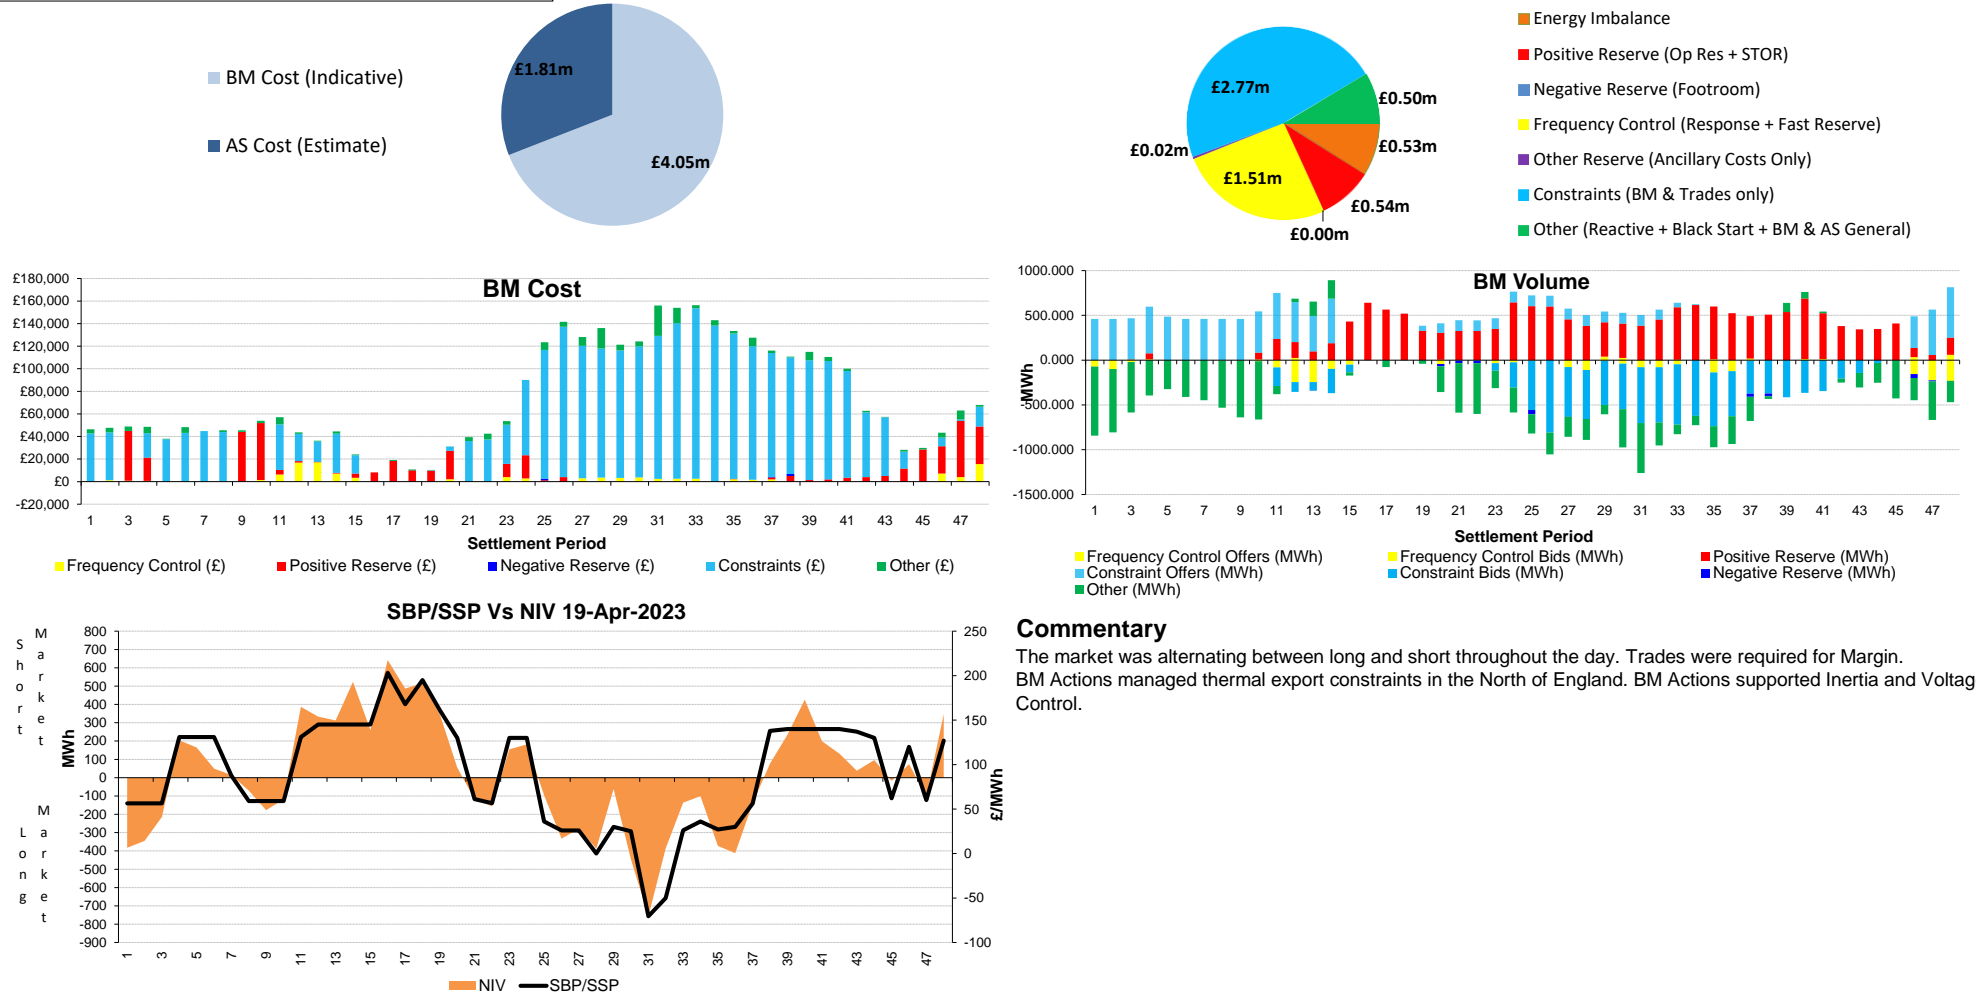 BM Cost (Indicative)
AS Cost (Estimate)
£1.81m
£4.05m
£2.77m
£0.50m
£0.53m
£0.02m
£1.51m
£0.54m
£0.00m
Energy Imbalance
Positive Reserve (Op Res + STOR)
Negative Reserve (Footroom)
Frequency Control (Response + Fast Reserve)
Other Reserve (Ancillary Costs Only)
Constraints (BM & Trades only)
Other (Reactive + Black Start + BM & AS General)
BM Cost
£180,000
£160,000
£140,000
£120,000
£100,000
£80,000
£60,000
£40,000
£20,000
£0
-£20,000
1 3 5 7 9 11 13 15 17 19 21 23 25 27 29 31 33 35 37 39 41 43 45 47
Settlement Period
Frequency Control (£) Positive Reserve (£) Negative Reserve (£) Constraints (£) Other (£)
BM Volume
1000.000
500.000
0.000
-500.000
-1000.000
-1500.000
MWh
1 3 5 7 9 11 13 15 17 19 21 23 25 27 29 31 33 35 37 39 41 43 45 47
Settlement Period
Frequency Control Offers (MWh) Frequency Control Bids (MWh) Positive Reserve (MWh)
Constraint Offers (MWh) Constraint Bids (MWh) Negative Reserve (MWh)
Other (MWh)
SBP/SSP Vs NIV 19-Apr-2023
Short Market
Long Market
MWh
800
700
600
500
400
300
200
100
0
-100
-200
-300
-400
-500
-600
-700
-800
-900
250
200
150
100
50
0
-50
-100
£/MWh
1 3 5 7 9 11 13 15 17 19 21 23 25 27 29 31 33 35 37 39 41 43 45 47
NIV SBP/SSP
Commentary
The market was alternating between long and short throughout the day. Trades were required for Margin.
BM Actions managed thermal export constraints in the North of England. BM Actions supported Inertia and Voltag
Control.